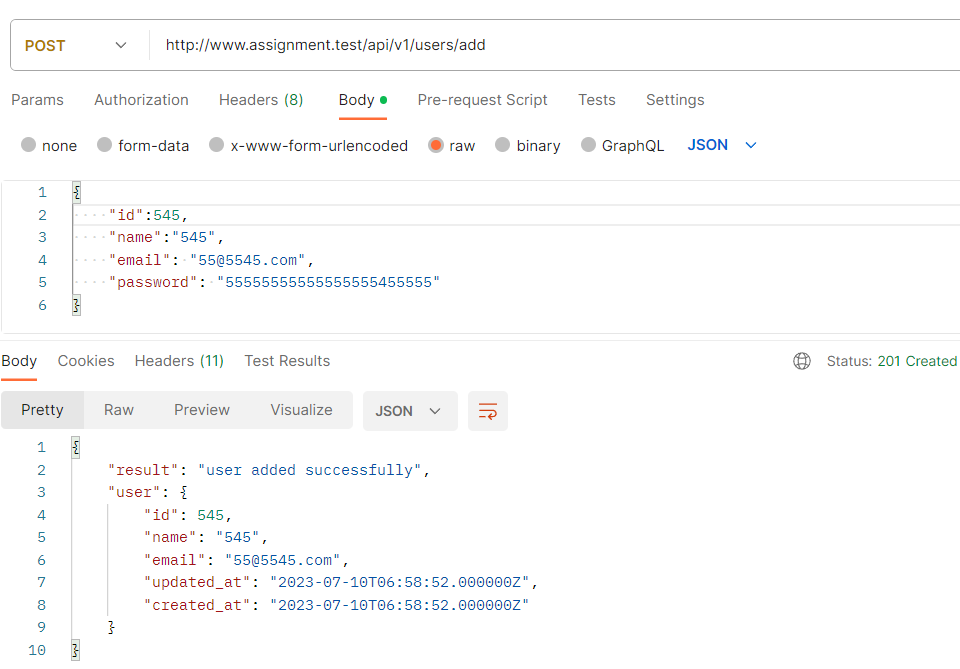 POST http://www.assignment.test/api/v1/users/add
Params Authorization Headers (8) Body Pre-request Script Tests Settings
none form-data x-www-form-urlencoded raw binary GraphQL JSON
1 {
2 ····"id":545,
3 ····"name":"545",
4 ····"email":·"55@5545.com",
5 ····"password":·"55555555555555555455555"
6 }
Body Cookies Headers (11) Test Results Status: 201 Created
Pretty Raw Preview Visualize JSON
1 {
2 "result": "user added successfully",
3 "user": {
4 "id": 545,
5 "name": "545",
6 "email": "55@5545.com",
7 "updated_at": "2023-07-10T06:58:52.000000Z",
8 "created_at": "2023-07-10T06:58:52.000000Z"
9 }
10 }